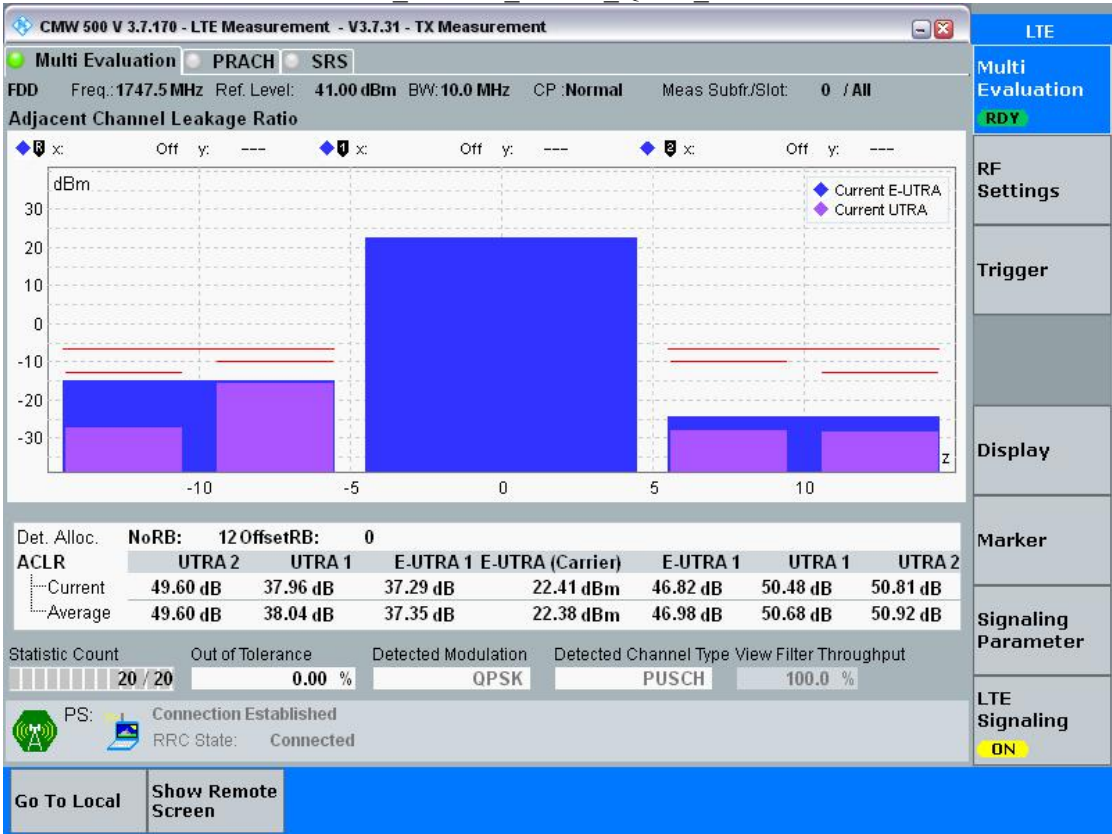 CMW 500 V 3.7.170 - LTE Measurement - V3.7.31 - TX Measurement
LTE
Multi Evaluation PRACH SRS
Multi
Evaluation
RDY
FDD Freq.: 1747.5 MHz Ref. Level: 41.00 dBm BW: 10.0 MHz CP : Normal Meas Subfr./Slot: 0 / All
Adjacent Channel Leakage Ratio
R x: Off y: --- 1 x: Off y: --- 2 x: Off y: ---
dBm
Current E-UTRA
Current UTRA
30
20
10
0
-10
-20
-30
z
-10 -5 0 5 10
RF
Settings
Trigger
Display
Marker
Signaling
Parameter
LTE
Signaling
ON
Det. Alloc. NoRB: 12 OffsetRB: 0
ACLR UTRA 2 UTRA 1 E-UTRA 1 E-UTRA (Carrier) E-UTRA 1 UTRA 1 UTRA 2
Current 49.60 dB 37.96 dB 37.29 dB 22.41 dBm 46.82 dB 50.48 dB 50.81 dB
Average 49.60 dB 38.04 dB 37.35 dB 22.38 dBm 46.98 dB 50.68 dB 50.92 dB
Statistic Count Out of Tolerance Detected Modulation Detected Channel Type View Filter Throughput
20 / 20 0.00 % QPSK PUSCH 100.0 %
PS: Connection Established
RRC State: Connected
Go To Local
Show Remote
Screen